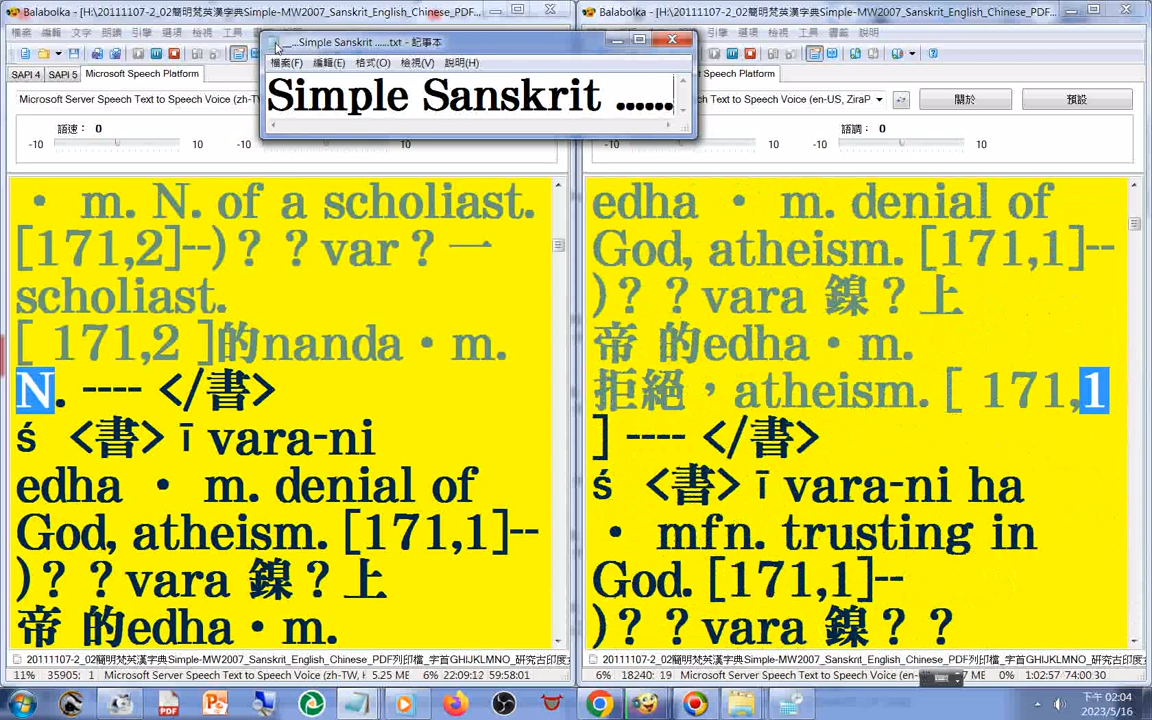 Balabolka - [H:\20111107-2_02簡明梵英漢字典Simple-MW2007_Sanskrit_English_Chinese_PDF...
檔案 編輯 文字 朗讀 檢視 選項 工具
SAPI 4 SAPI 5 Microsoft Speech Platform
Microsoft Server Speech Text to Speech Voice (zh-TW
語速： 0
-10 10 -10 10
• m. N. of a scholiast.
[171,2]--)？？var？一
scholiast.
[ 171,2 ]的nanda • m.
N. ---- </書>
ś <書> ī vara-ni
edha • m. denial of
God, atheism. [171,1]--
)？？vara 鎳？上
帝 的edha • m.
20111107-2_02簡明梵英漢字典Simple-MW2007_Sanskrit_English_Chinese_PDF列印檔_字首GHIJKLMNO_研究古印度
11% 35905: 1 Microsoft Server Speech Text to Speech Voice (zh-TW, 5.25 MB 22:09:12 59:58:01
Simple Sanskrit ......txt - 記事本
檔案(F) 編輯(E) 格式(O) 檢視(V) 說明(H)
Simple Sanskrit ......
Balabolka - [H:\20111107-2_02簡明梵英漢字典Simple-MW2007_Sanskrit_English_Chinese_PDF...
Speech Platform
Microsoft Server Speech Text to Speech Voice (en-US, ZiraP 關於 預設
語調： 0
10 -10 10
edha • m. denial of
God, atheism. [171,1]--
)？？vara 鎳？上
帝 的edha • m.
拒絕，atheism. [ 171,1
] ---- </書>
ś <書> ī vara-ni ha
• mfn. trusting in
God. [171,1]--
)？？vara 鎳？？
20111107-2_02簡明梵英漢字典Simple-MW2007_Sanskrit_English_Chinese_PDF列印檔_字首GHIJKLMNO_研究古印度
6% 18240: 19 Microsoft Server Speech Text to Speech Voice 0% 1:02:57 74:00:30
下午 02:04
2023/5/16